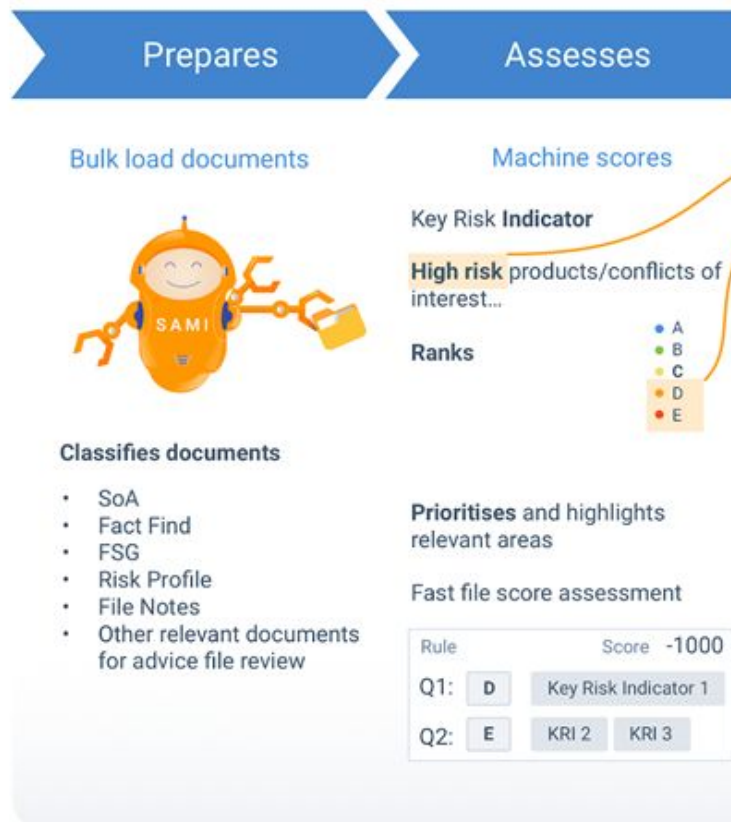 Prepares
Bulk load documents
SAMI
Classifies documents
• SoA
• Fact Find
• FSG
• Risk Profile
• File Notes
• Other relevant documents
for advice file review
Assesses
Machine scores
Key Risk Indicator
High risk products/conflicts of
interest...
Ranks
• A
• B
• C
• D
• E
Prioritises and highlights
relevant areas
Fast file score assessment
Rule Score -1000
Q1: D Key Risk Indicator 1
Q2: E KRI 2 KRI 3